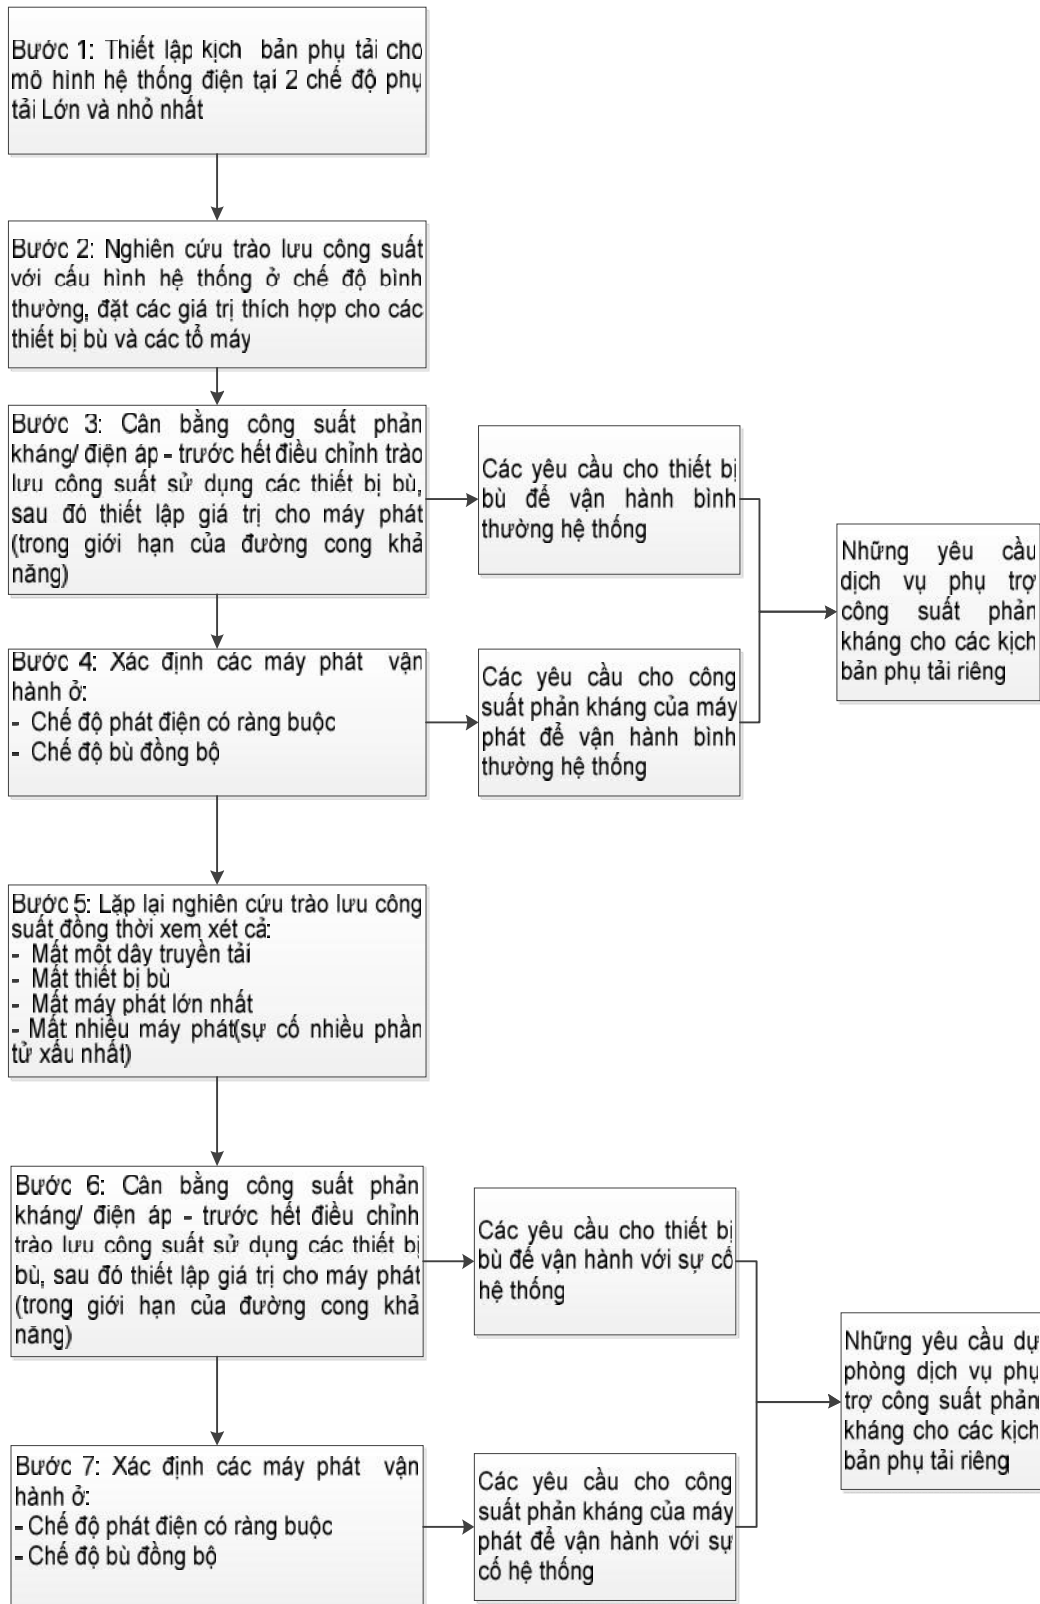 Bước 1: Thiết lập kịch bản phụ tải cho
mô hình hệ thống điện tại 2 chế độ phụ
tải Lớn và nhỏ nhất
Bước 2: Nghiên cứu trào lưu công suất
với cấu hình hệ thống ở chế độ bình
thường, đặt các giá trị thích hợp cho các
thiết bị bù và các tổ máy
Bước 3: Cân bằng công suất phản
kháng/ điện áp - trước hết điều chỉnh trào
lưu công suất sử dụng các thiết bị bù,
sau đó thiết lập giá trị cho máy phát
(trong giới hạn của đường cong khả
năng)
Các yêu cầu cho thiết bị
bù để vận hành bình
thường hệ thống
Những yêu cầu
dịch vụ phụ trợ
công suất phản
kháng cho các kịch
bản phụ tải riêng
Bước 4: Xác định các máy phát vận
hành ở:
- Chế độ phát điện có ràng buộc
- Chế độ bù đồng bộ
Các yêu cầu cho công
suất phản kháng của máy
phát để vận hành bình
thường hệ thống
Bước 5: Lặp lại nghiên cứu trào lưu công
suất đồng thời xem xét cả:
- Mất một dây truyền tải
- Mất thiết bị bù
- Mất máy phát lớn nhất
- Mất nhiều máy phát(sự cố nhiều phần
tử xấu nhất)
Bước 6: Cân bằng công suất phản
kháng/ điện áp - trước hết điều chỉnh
trào lưu công suất sử dụng các thiết bị
bù, sau đó thiết lập giá trị cho máy phát
(trong giới hạn của đường cong khả
năng)
Các yêu cầu cho thiết bị
bù để vận hành với sự cố
hệ thống
Những yêu cầu dự
phòng dịch vụ phụ
trợ công suất phản
kháng cho các kịch
bản phụ tải riêng
Bước 7: Xác định các máy phát vận
hành ở:
- Chế độ phát điện có ràng buộc
- Chế độ bù đồng bộ
Các yêu cầu cho công
suất phản kháng của máy
phát để vận hành với sự
cố hệ thống